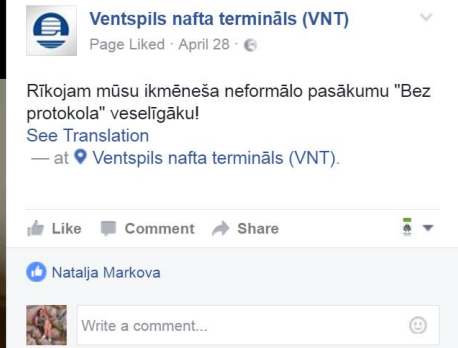 Ventspils nafta termināls (VNT)
Page Liked · April 28 ·
Rīkojam mūsu ikmēneša neformālo pasākumu "Bez
protokola" veselīgāku!
See Translation
— at Ventspils nafta termināls (VNT).
Like Comment Share
Natalja Markova
Write a comment...